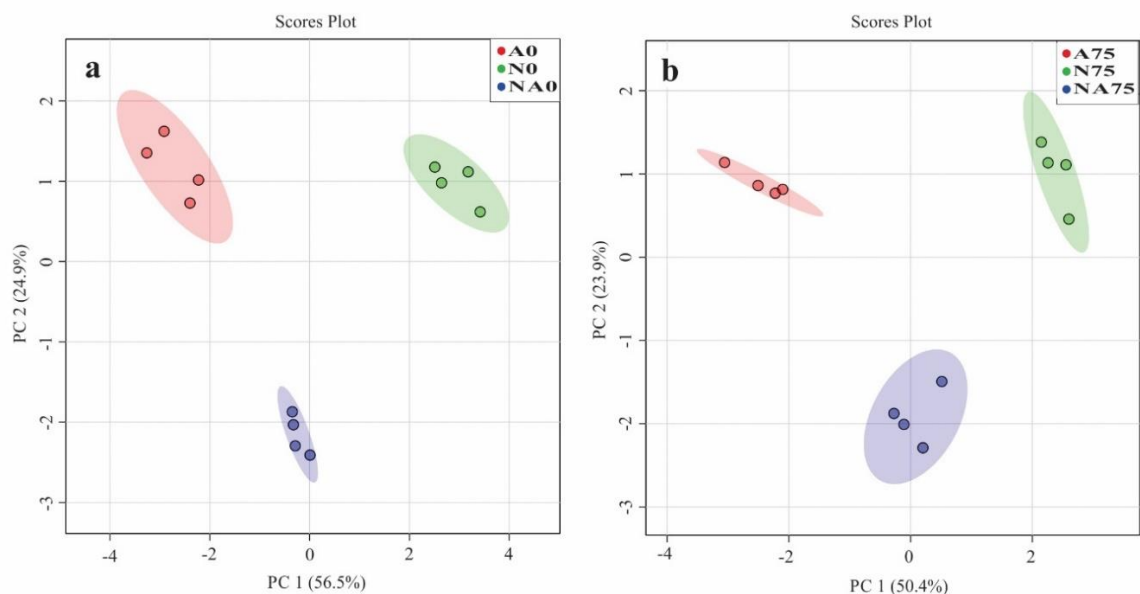 Scores Plot
a
A0
N0
NA0
2
1
0
-1
-2
-3
PC 2 (24.9%)
-4
-2
0
2
4
PC 1 (56.5%)
Scores Plot
b
A75
N75
NA75
2
1
0
-1
-2
-3
PC 2 (23.9%)
-4
-2
0
2
PC 1 (50.4%)